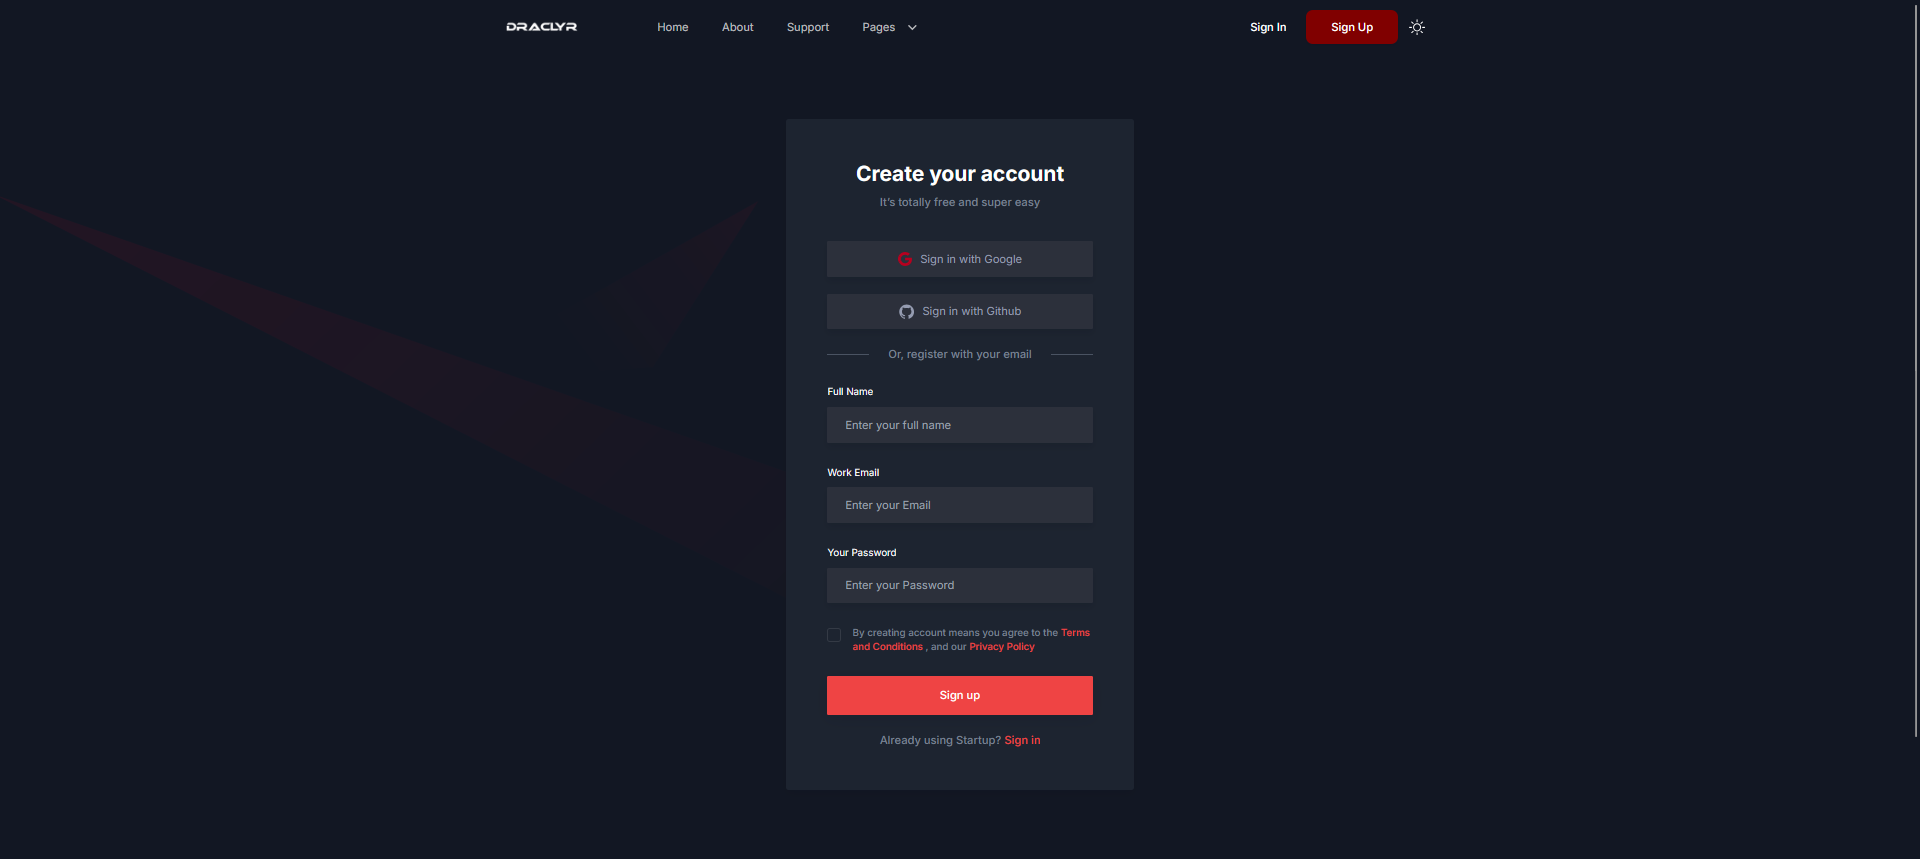 DRACLYR
Home About Support Pages
Sign In Sign Up
Create your account
It's totally free and super easy
Sign in with Google
Sign in with Github
Or, register with your email
Full Name
Enter your full name
Work Email
Enter your Email
Your Password
Enter your Password
By creating account means you agree to the Terms
and Conditions , and our Privacy Policy
Sign up
Already using Startup? Sign in